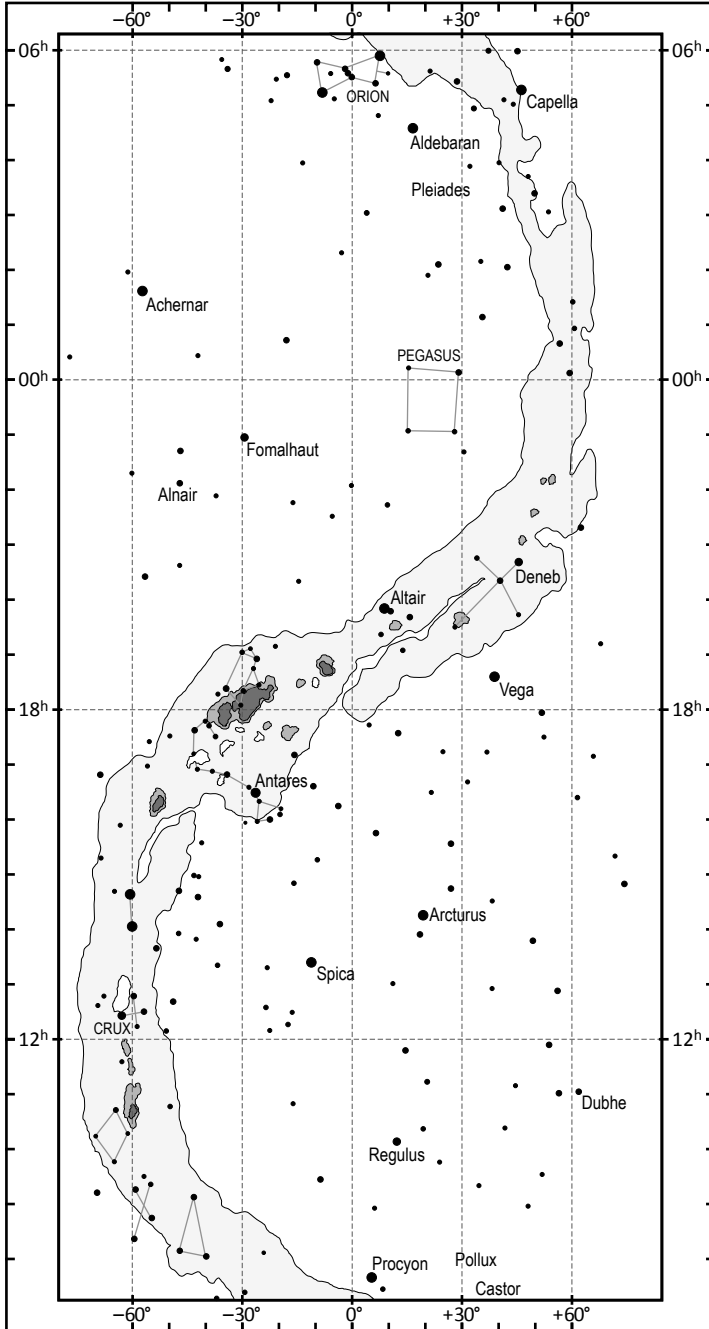 −60° −30° 0° +30° +60°
06h 06h
ORION
Capella
Aldebaran
Pleiades
Achernar
PEGASUS
00h 00h
Fomalhaut
Alnair
Deneb
Altair
Vega
18h 18h
Antares
Arcturus
Spica
CRUX
12h 12h
Dubhe
Regulus
Procyon Pollux
Castor
−60° −30° 0° +30° +60°